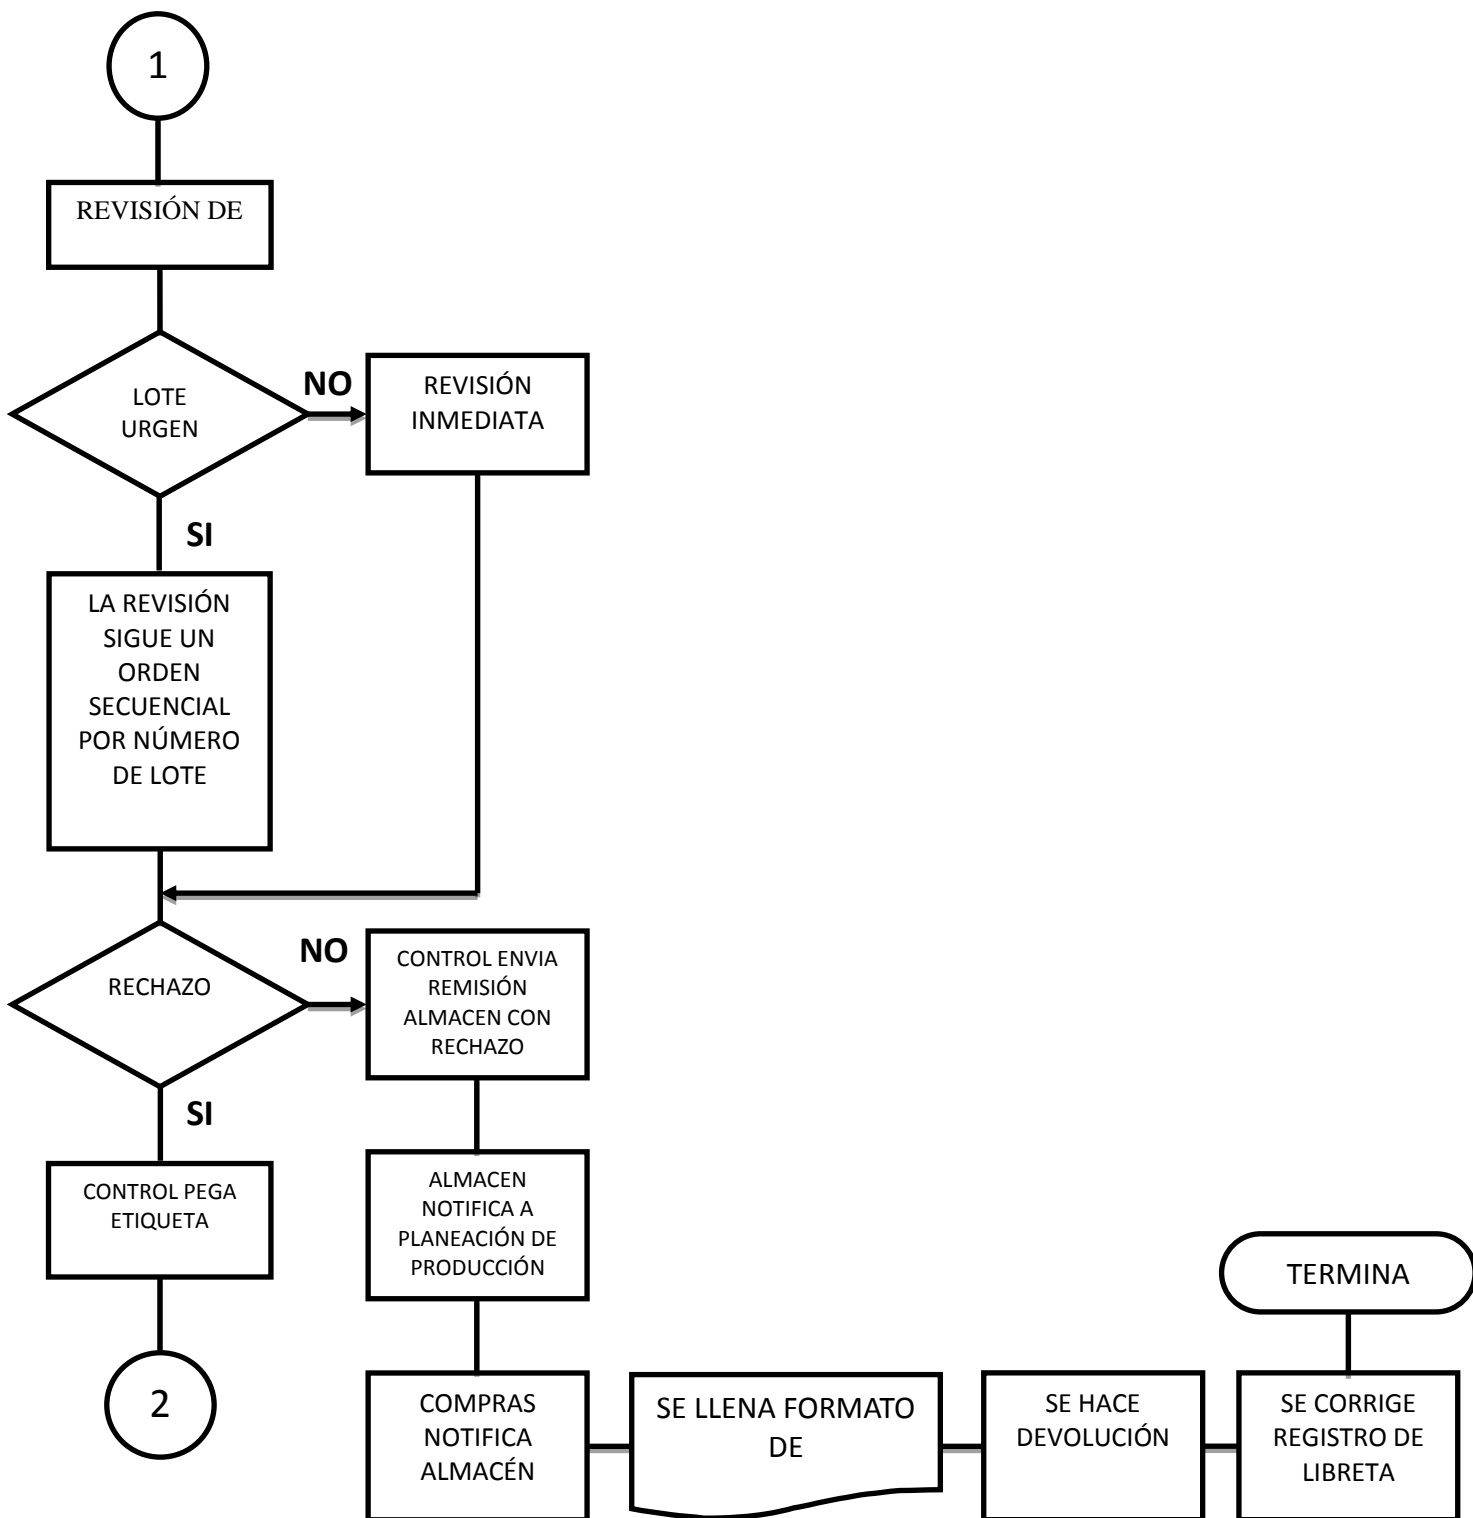 1
REVISIÓN DE
LOTE
URGEN
NO
REVISIÓN
INMEDIATA
SI
LA REVISIÓN
SIGUE UN
ORDEN
SECUENCIAL
POR NÚMERO
DE LOTE
RECHAZO
NO
CONTROL ENVIA
REMISIÓN
ALMACEN CON
RECHAZO
SI
CONTROL PEGA
ETIQUETA
ALMACEN
NOTIFICA A
PLANEACIÓN DE
PRODUCCIÓN
2
COMPRAS
NOTIFICA
ALMACÉN
SE LLENA FORMATO
DE
SE HACE
DEVOLUCIÓN
SE CORRIGE
REGISTRO DE
LIBRETA
TERMINA